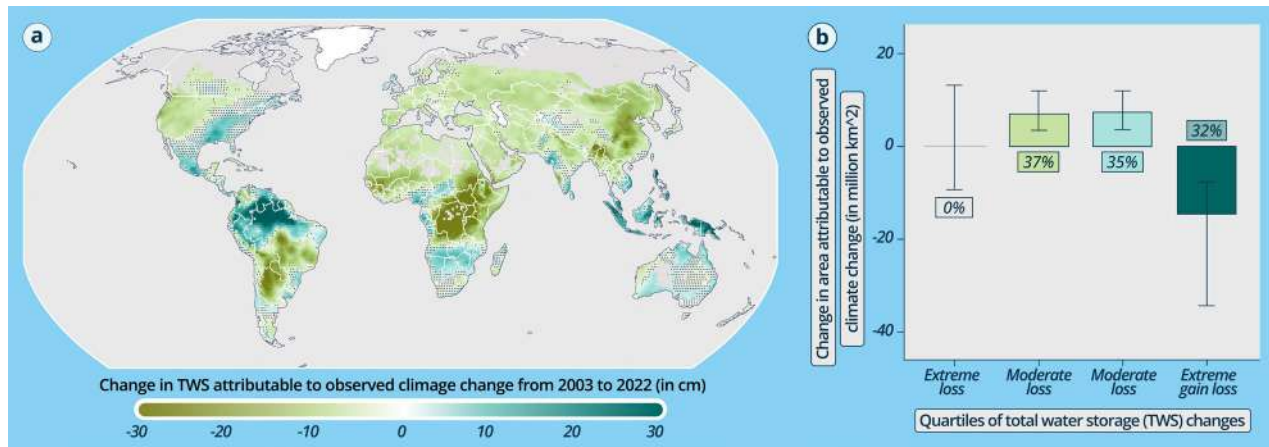 a
Change in TWS attributable to observed climage change from 2003 to 2022 (in cm)
-30 -20 -10 0 10 20 30
b
Change in area attributable to observed
climate change (in million km^2)
20
0
-20
-40
0%
37%
35%
32%
Extreme loss
Moderate loss
Moderate loss
Extreme gain loss
Quartiles of total water storage (TWS) changes